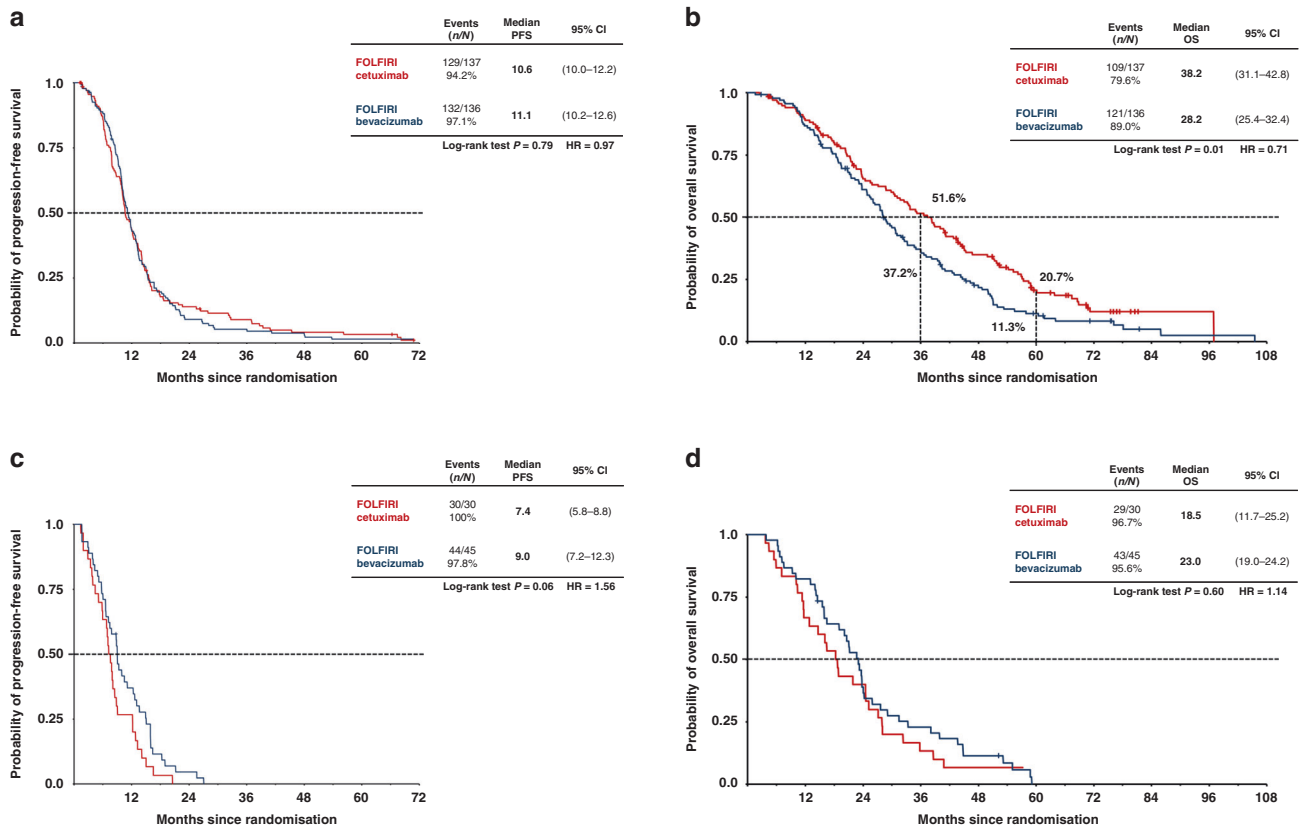 a
Events Median 95% CI
(n/N) PFS
FOLFIRI 129/137 10.6 (10.0–12.2)
cetuximab 94.2%
FOLFIRI 132/136 11.1 (10.2–12.6)
bevacizumab 97.1%
Log-rank test P = 0.79 HR = 0.97
Probability of progression-free survival
1.0
0.75
0.50
0.25
0.0
12 24 36 48 60 72
Months since randomisation
b
Events Median 95% CI
(n/N) OS
FOLFIRI 109/137 38.2 (31.1–42.8)
cetuximab 79.6%
FOLFIRI 121/136 28.2 (25.4–32.4)
bevacizumab 89.0%
Log-rank test P = 0.01 HR = 0.71
Probability of overall survival
1.0
0.75
0.50
0.25
0.0
51.6%
37.2%
20.7%
11.3%
12 24 36 48 60 72 84 96 108
Months since randomisation
c
Events Median 95% CI
(n/N) PFS
FOLFIRI 30/30 7.4 (5.8–8.8)
cetuximab 100%
FOLFIRI 44/45 9.0 (7.2–12.3)
bevacizumab 97.8%
Log-rank test P = 0.06 HR = 1.56
Probability of progression-free survival
1.0
0.75
0.50
0.25
0.0
12 24 36 48 60 72
Months since randomisation
d
Events Median 95% CI
(n/N) OS
FOLFIRI 29/30 18.5 (11.7–25.2)
cetuximab 96.7%
FOLFIRI 43/45 23.0 (19.0–24.2)
bevacizumab 95.6%
Log-rank test P = 0.60 HR = 1.14
Probability of overall survival
1.0
0.75
0.50
0.25
0.0
12 24 36 48 60 72 84 96 108
Months since randomisation